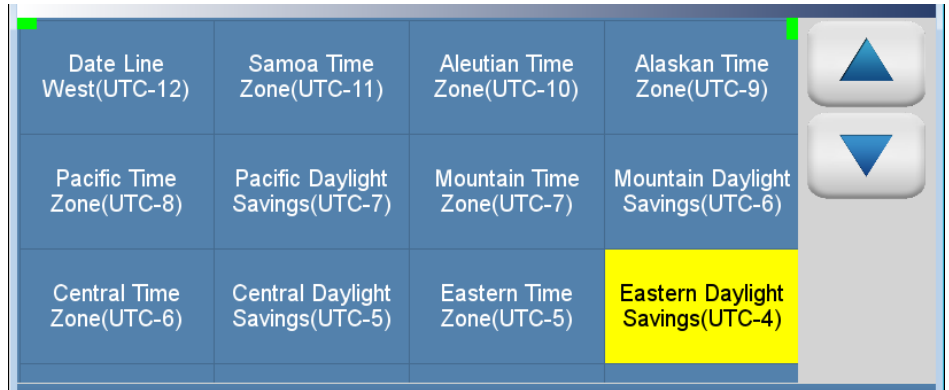 Date Line
West(UTC-12)
Samoa Time
Zone(UTC-11)
Aleutian Time
Zone(UTC-10)
Alaskan Time
Zone(UTC-9)
Pacific Time
Zone(UTC-8)
Pacific Daylight
Savings(UTC-7)
Mountain Time
Zone(UTC-7)
Mountain Daylight
Savings(UTC-6)
Central Time
Zone(UTC-6)
Central Daylight
Savings(UTC-5)
Eastern Time
Zone(UTC-5)
Eastern Daylight
Savings(UTC-4)